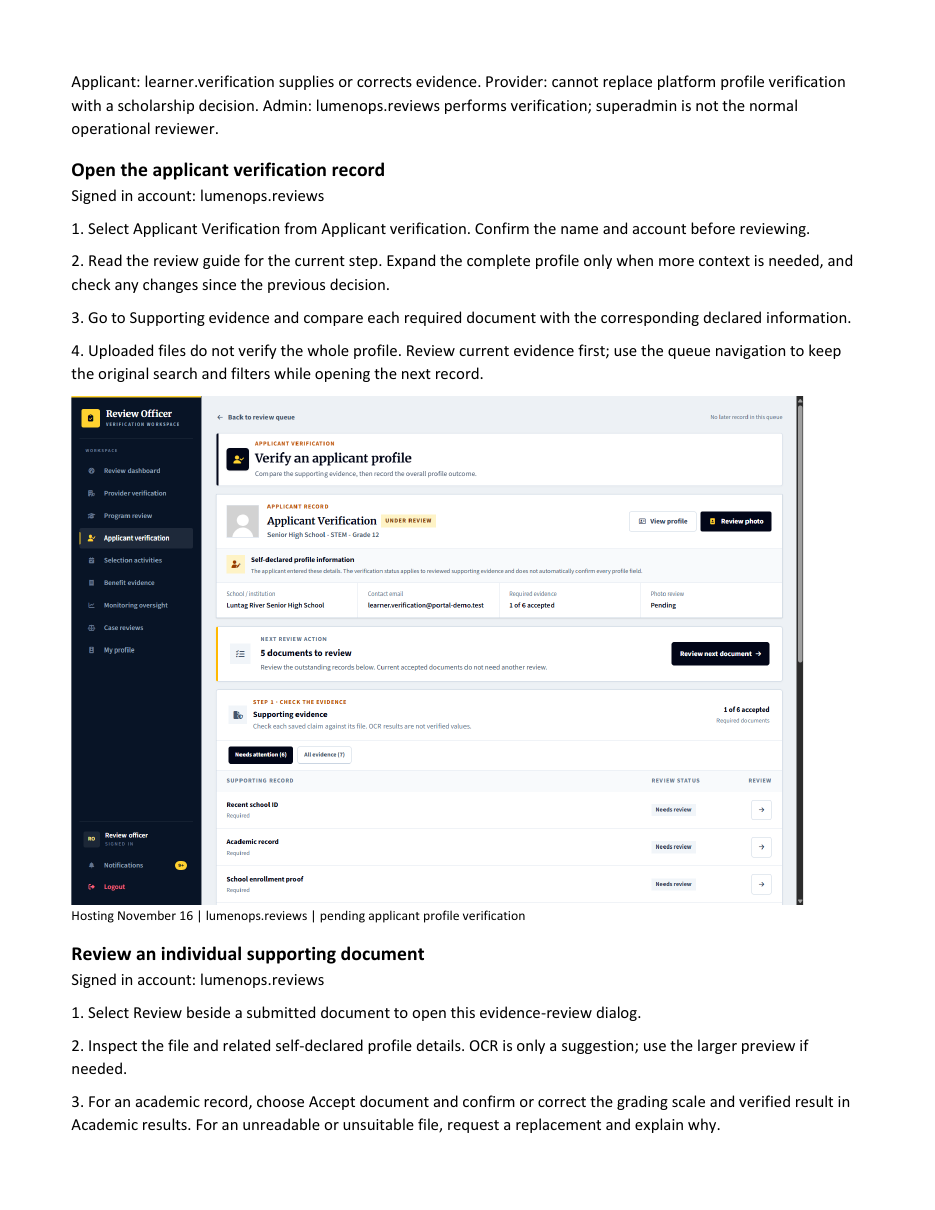 Applicant: learner.verification supplies or corrects evidence. Provider: cannot replace platform profile verification
with a scholarship decision. Admin: lumenops.reviews performs verification; superadmin is not the normal
operational reviewer.
Open the applicant verification record
Signed in account: lumenops.reviews
1. Select Applicant Verification from Applicant verification. Confirm the name and account before reviewing.
2. Read the review guide for the current step. Expand the complete profile only when more context is needed, and
check any changes since the previous decision.
3. Go to Supporting evidence and compare each required document with the corresponding declared information.
4. Uploaded files do not verify the whole profile. Review current evidence first; use the queue navigation to keep
the original search and filters while opening the next record.
Review Officer
VERIFICATION WORKSPACE
WORKSPACE
Review dashboard
Provider verification
Program review
Applicant verification
Selection activities
Benefit evidence
Monitoring oversight
Case reviews
My profile
RO
Review officer
SIGNED IN
Notifications 9+
Logout
← Back to review queue
No later record in this queue
APPLICANT VERIFICATION
Verify an applicant profile
Compare the supporting evidence, then record the overall profile outcome.
APPLICANT RECORD
Applicant Verification UNDER REVIEW
Senior High School - STEM - Grade 12
View profile
Review photo
Self-declared profile information
The applicant entered these details. The verification status applies to reviewed supporting evidence and does not automatically confirm every profile field.
School / institution
Luntag River Senior High School
Contact email
learner.verification@portal-demo.test
Required evidence
1 of 6 accepted
Photo review
Pending
NEXT REVIEW ACTION
5 documents to review
Review the outstanding records below. Current accepted documents do not need another review.
Review next document →
STEP 1 · CHECK THE EVIDENCE
Supporting evidence
Check each saved claim against its file. OCR results are not verified values.
1 of 6 accepted
Required documents
Needs attention (6)
All evidence (7)
SUPPORTING RECORD REVIEW STATUS REVIEW
Recent school ID
Required
Needs review →
Academic record
Required
Needs review →
School enrollment proof
Required
Needs review →
Hosting November 16 | lumenops.reviews | pending applicant profile verification
Review an individual supporting document
Signed in account: lumenops.reviews
1. Select Review beside a submitted document to open this evidence-review dialog.
2. Inspect the file and related self-declared profile details. OCR is only a suggestion; use the larger preview if
needed.
3. For an academic record, choose Accept document and confirm or correct the grading scale and verified result in
Academic results. For an unreadable or unsuitable file, request a replacement and explain why.